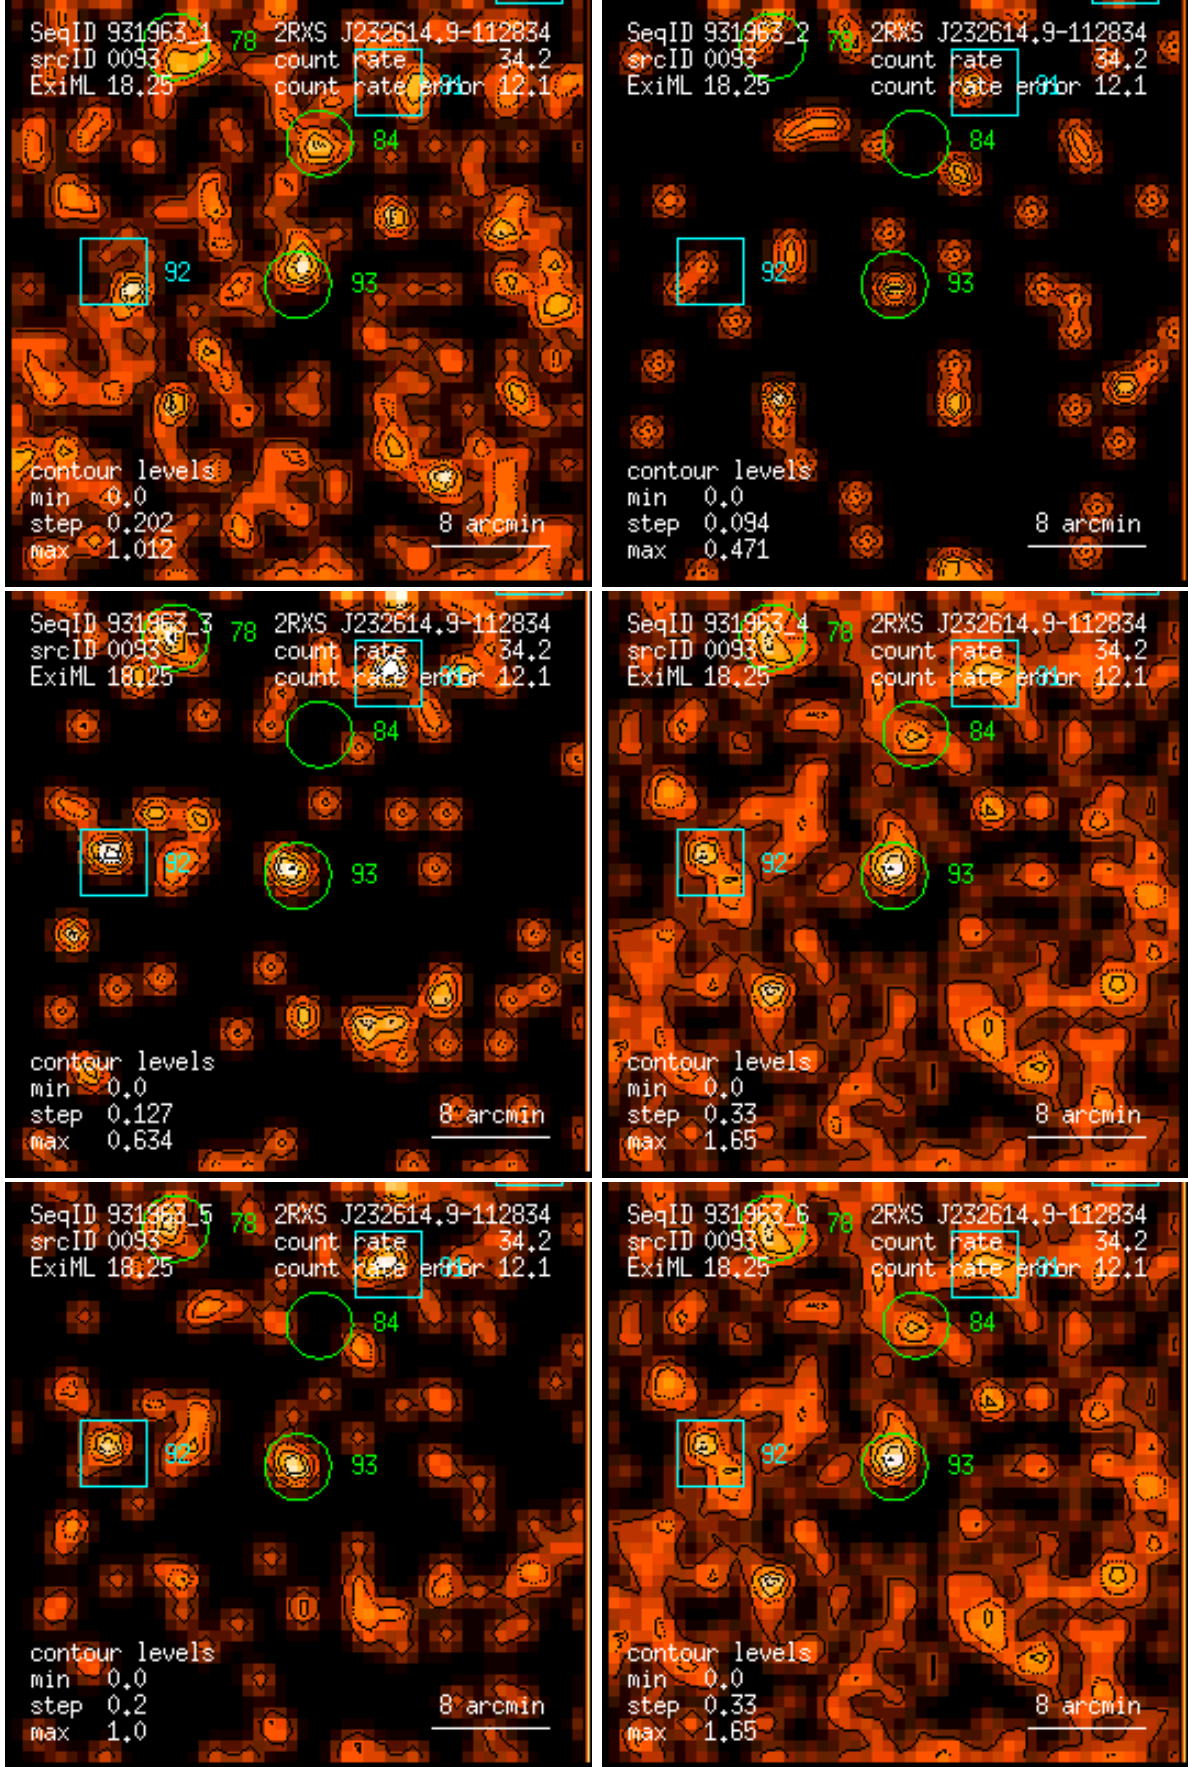 SeqID 931963_1 78 2RXS J232614.9-112834
srcID 0093 count rate 34.2
ExiML 18.25 count rate error 12.1
91
84
92
93
contour levels
min 0.0
step 0.202
max 1.012
8 arcmin
SeqID 931963_2 78 2RXS J232614.9-112834
srcID 0093 count rate 34.2
ExiML 18.25 count rate error 12.1
91
84
92
93
contour levels
min 0.0
step 0.094
max 0.471
8 arcmin
SeqID 931963_3 78 2RXS J232614.9-112834
srcID 0093 count rate 34.2
ExiML 18.25 count rate error 12.1
91
84
92
93
contour levels
min 0.0
step 0.127
max 0.634
8 arcmin
SeqID 931963_4 78 2RXS J232614.9-112834
srcID 0093 count rate 34.2
ExiML 18.25 count rate error 12.1
91
84
92
93
contour levels
min 0.0
step 0.33
max 1.65
8 arcmin
SeqID 931963_5 78 2RXS J232614.9-112834
srcID 0093 count rate 34.2
ExiML 18.25 count rate error 12.1
91
84
92
93
contour levels
min 0.0
step 0.2
max 1.0
8 arcmin
SeqID 931963_6 78 2RXS J232614.9-112834
srcID 0093 count rate 34.2
ExiML 18.25 count rate error 12.1
91
84
92
93
contour levels
min 0.0
step 0.33
max 1.65
8 arcmin